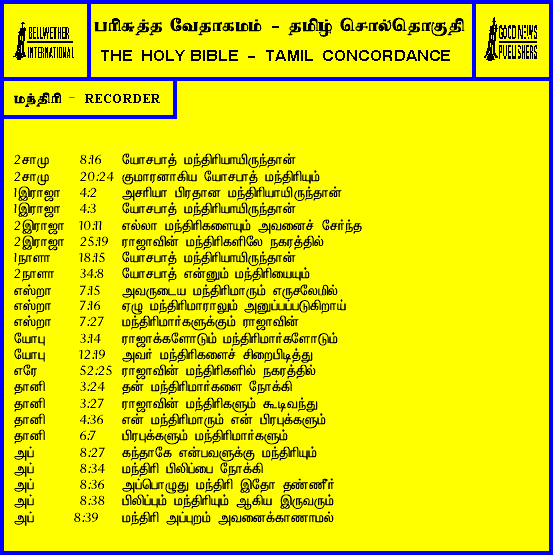 BELLWETHER INTERNATIONAL
பரிசுத்த வேதாகமம் - தமிழ் சொல்தொகுதி
THE HOLY BIBLE - TAMIL CONCORDANCE
GOOD NEWS PUBLISHERS
மந்திரி - RECORDER
2சாமு 8:16 யோசபாத் மந்திரியாயிருந்தான்
2சாமு 20:24 குமாரனாகிய யோசபாத் மந்திரியும்
1இராஜா 4:2 அசரியா பிரதான மந்திரியாயிருந்தான்
1இராஜா 4:3 யோசபாத் மந்திரியாயிருந்தான்
2இராஜா 10:11 எல்லா மந்திரிகளையும் அவனைச் சேர்ந்த
2இராஜா 25:19 ராஜாவின் மந்திரிகளிலே நகரத்தில்
1நாளா 18:15 யோசபாத் மந்திரியாயிருந்தான்
2நாளா 34:8 யோசபாத் என்னும் மந்திரியையும்
எஸ்றா 7:15 அவருடைய மந்திரிமாரும் எருசலேமில்
எஸ்றா 7:16 ஏழு மந்திரிமாராலும் அனுப்பப்படுகிறாய்
எஸ்றா 7:27 மந்திரிமார்களுக்கும் ராஜாவின்
யோபு 3:14 ராஜாக்களோடும் மந்திரிமார்களோடும்
யோபு 12:19 அவர் மந்திரிகளைச் சிறைபிடித்து
எரே 52:25 ராஜாவின் மந்திரிகளில் நகரத்தில்
தானி 3:24 தன் மந்திரிமார்களை நோக்கி
தானி 3:27 ராஜாவின் மந்திரிகளும் கூடிவந்து
தானி 4:36 என் மந்திரிமாரும் என் பிரபுக்களும்
தானி 6:7 பிரபுக்களும் மந்திரிமார்களும்
அப் 8:27 கந்தாகே என்பவளுக்கு மந்திரியும்
அப் 8:34 மந்திரி பிலிப்பை நோக்கி
அப் 8:36 அப்பொழுது மந்திரி இதோ தண்ணீர்
அப் 8:38 பிலிப்பும் மந்திரியும் ஆகிய இருவரும்
அப் 8:39 மந்திரி அப்புறம் அவனைக்காணாமல்